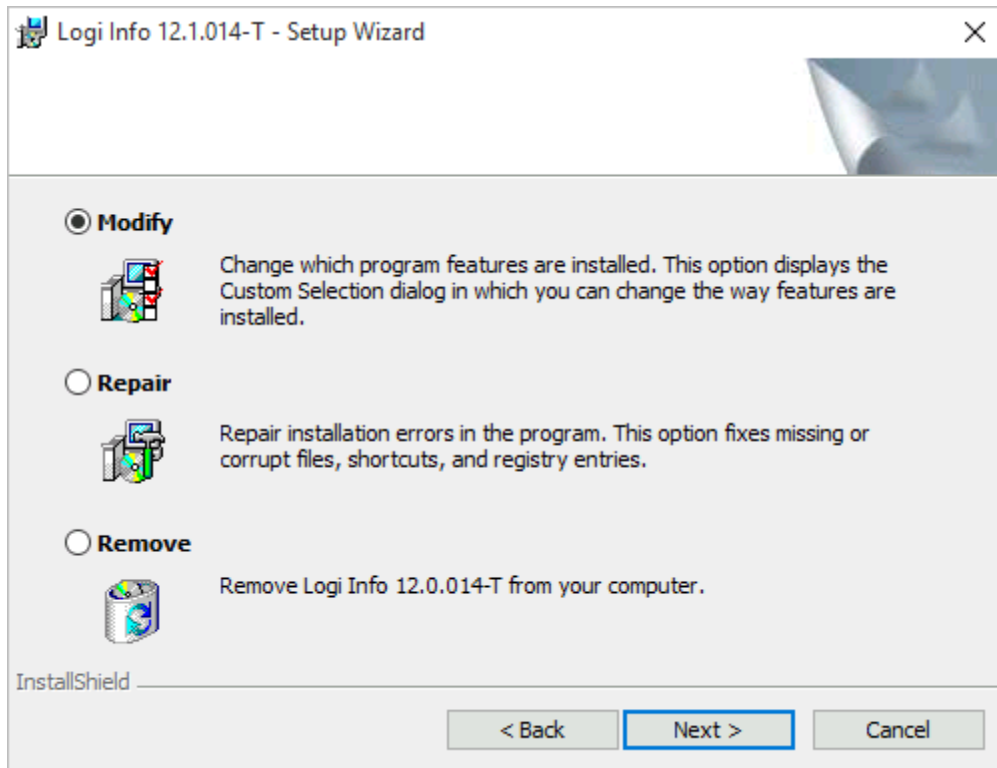 Logi Info 12.1.014-T - Setup Wizard
Modify
Change which program features are installed. This option displays the
Custom Selection dialog in which you can change the way features are
installed.
Repair
Repair installation errors in the program. This option fixes missing or
corrupt files, shortcuts, and registry entries.
Remove
Remove Logi Info 12.0.014-T from your computer.
InstallShield
< Back Next > Cancel